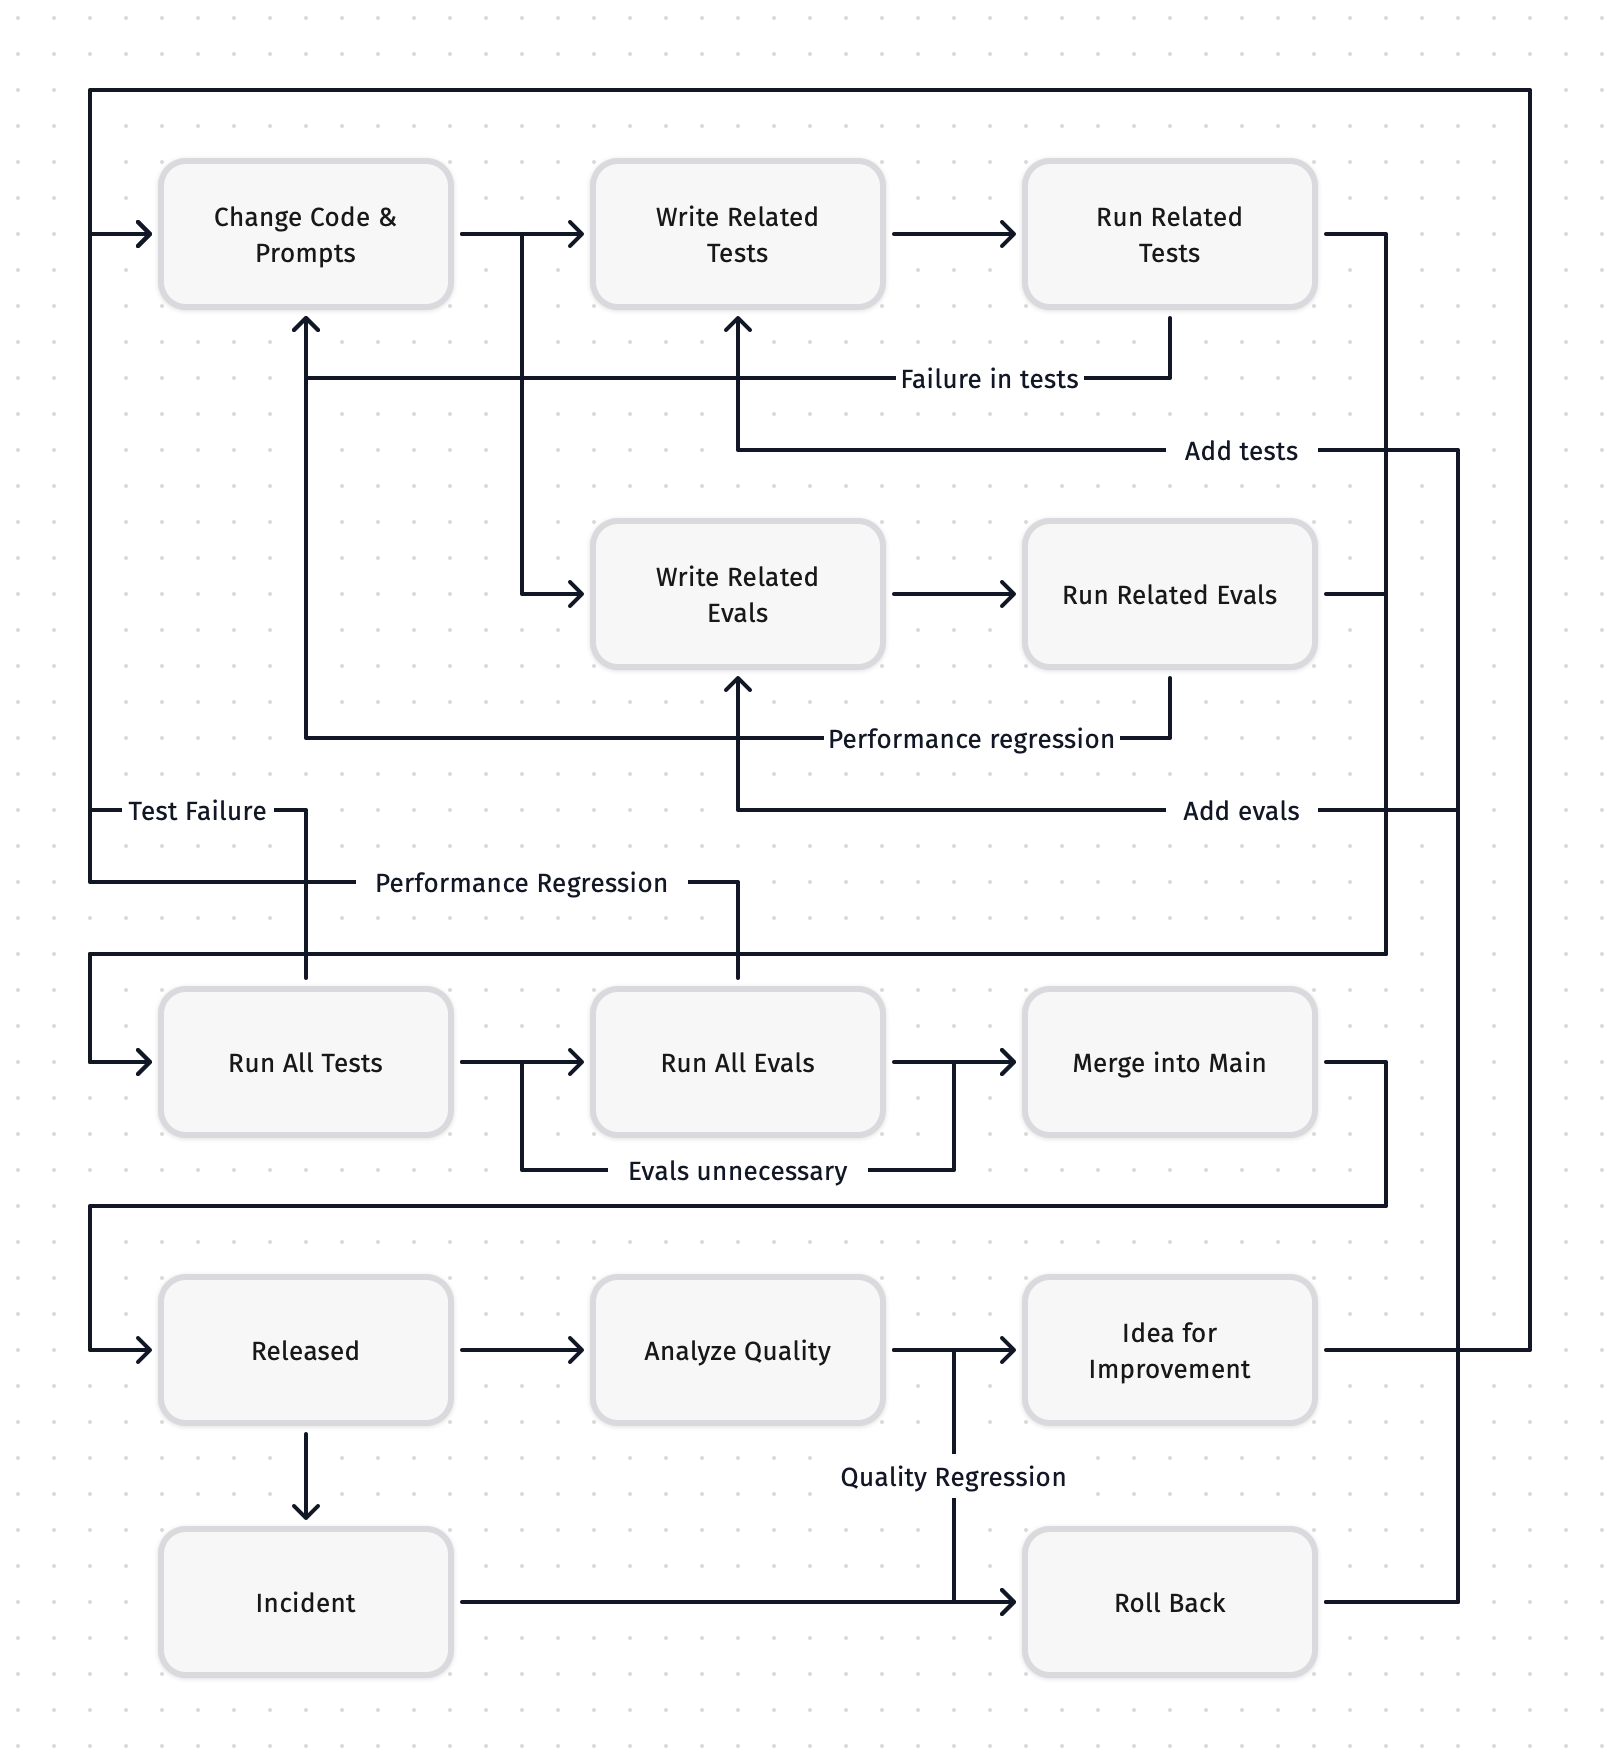 Change Code &
Prompts
Write Related
Tests
Run Related
Tests
Failure in tests
Add tests
Write Related
Evals
Run Related Evals
Performance regression
Test Failure
Add evals
Performance Regression
Run All Tests
Run All Evals
Merge into Main
Evals unnecessary
Released
Analyze Quality
Idea for
Improvement
Quality Regression
Incident
Roll Back